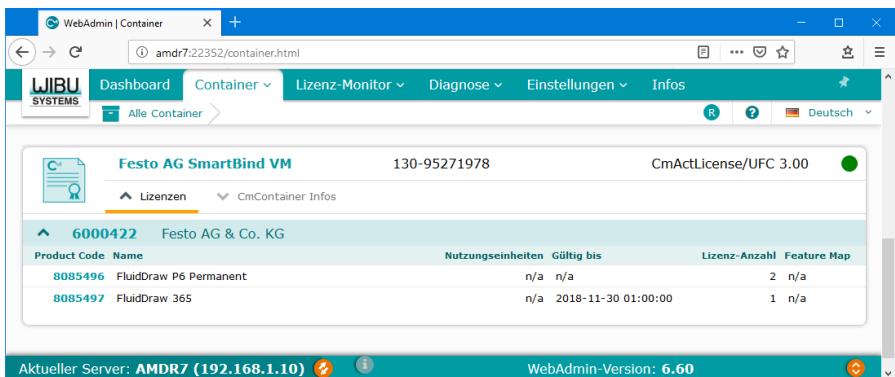 WebAdmin | Container
amdr7:22352/container.html
WIBU SYSTEMS
Dashboard Container Lizenz-Monitor Diagnose Einstellungen Infos
Alle Container R ? Deutsch
Festo AG SmartBind VM 130-95271978 CmActLicense/UFC 3.00
Lizenzen CmContainer Infos
6000422 Festo AG & Co. KG
Product Code Name Nutzungseinheiten Gültig bis Lizenz-Anzahl Feature Map
8085496 FluidDraw P6 Permanent n/a n/a 2 n/a
8085497 FluidDraw 365 n/a 2018-11-30 01:00:00 1 n/a
Aktueller Server: AMDR7 (192.168.1.10) i WebAdmin-Version: 6.60